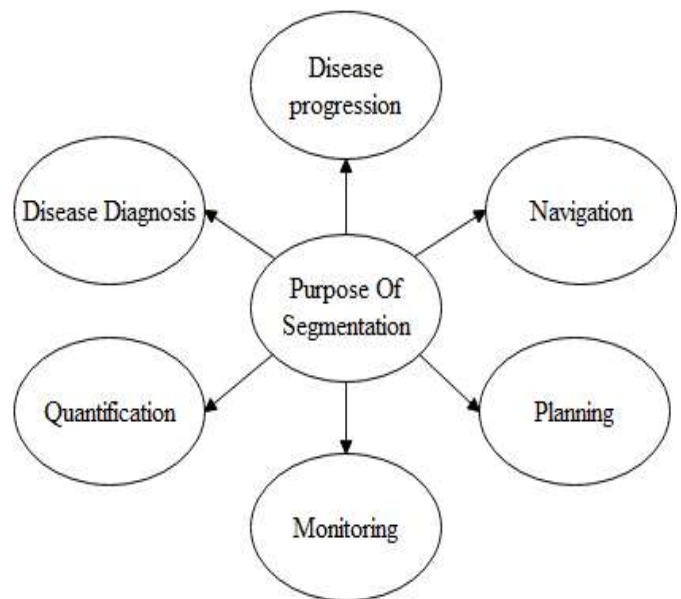 Disease
progression
Disease Diagnosis
Navigation
Purpose Of
Segmentation
Quantification
Planning
Monitoring